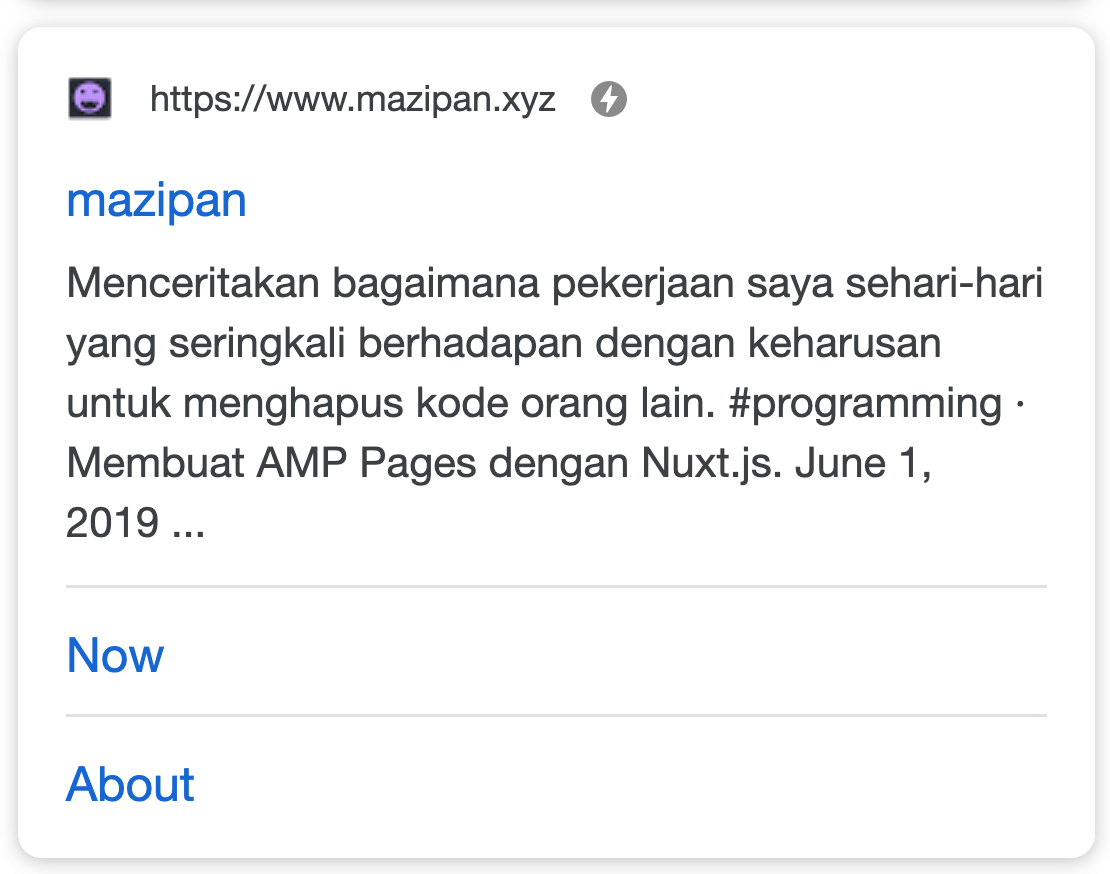 https://www.mazipan.xyz
mazipan
Menceritakan bagaimana pekerjaan saya sehari-hari
yang seringkali berhadapan dengan keharusan
untuk menghapus kode orang lain. #programming ·
Membuat AMP Pages dengan Nuxt.js. June 1,
2019 ...
Now
About